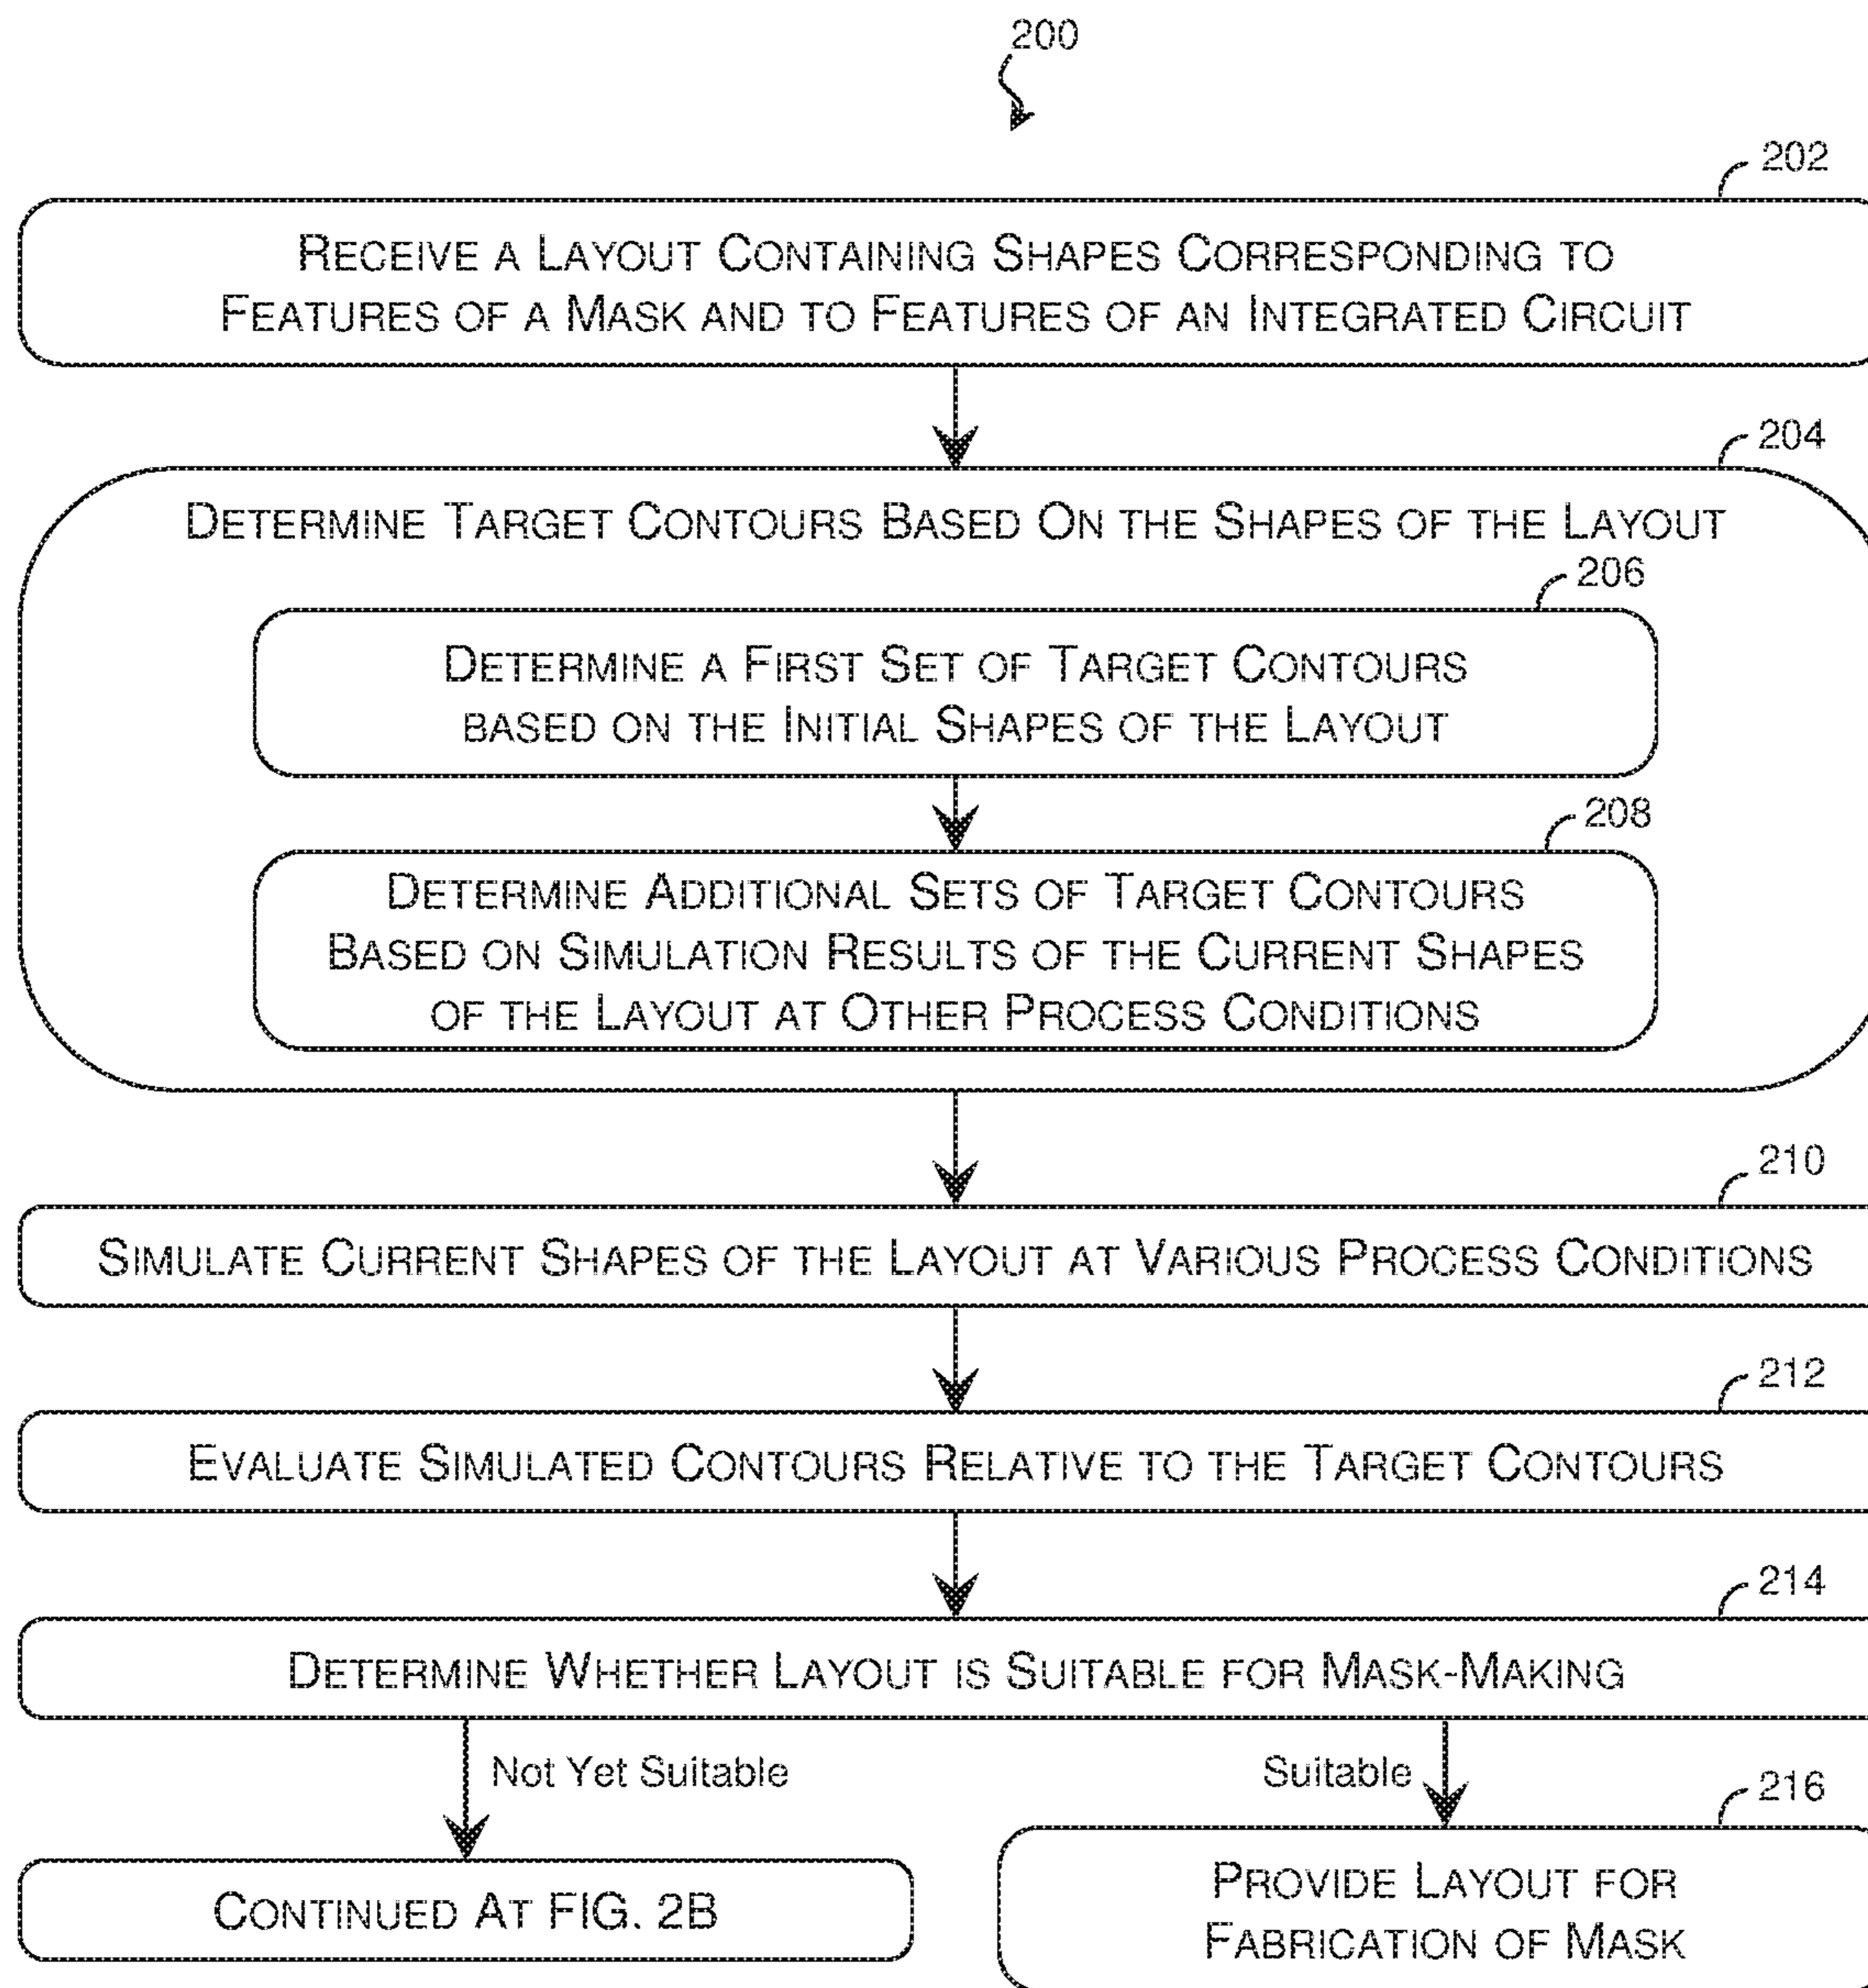 200
202
RECEIVE A LAYOUT CONTAINING SHAPES CORRESPONDING TO
FEATURES OF A MASK AND TO FEATURES OF AN INTEGRATED CIRCUIT
204
DETERMINE TARGET CONTOURS BASED ON THE SHAPES OF THE LAYOUT
206
DETERMINE A FIRST SET OF TARGET CONTOURS
BASED ON THE INITIAL SHAPES OF THE LAYOUT
208
DETERMINE ADDITIONAL SETS OF TARGET CONTOURS
BASED ON SIMULATION RESULTS OF THE CURRENT SHAPES
OF THE LAYOUT AT OTHER PROCESS CONDITIONS
210
SIMULATE CURRENT SHAPES OF THE LAYOUT AT VARIOUS PROCESS CONDITIONS
212
EVALUATE SIMULATED CONTOURS RELATIVE TO THE TARGET CONTOURS
214
DETERMINE WHETHER LAYOUT IS SUITABLE FOR MASK-MAKING
Not Yet Suitable
Suitable
216
CONTINUED AT FIG. 2B
PROVIDE LAYOUT FOR
FABRICATION OF MASK